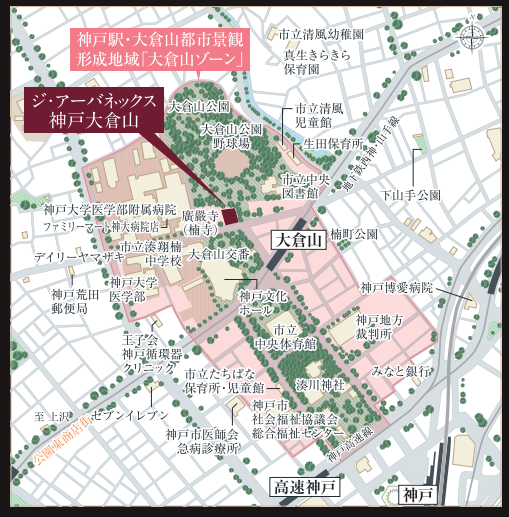 神戸駅・大倉山都市景観
形成地域「大倉山ゾーン」
ジ・アーバネックス
神戸大倉山
N
市立清風幼稚園
真生きらきら
保育園
大倉山公園
大倉山公園
野球場
市立清風
児童館
生田保育所
地下鉄西神・山手線
市立中央
図書館
下山手公園
神戸大学医学部附属病院
ファミリーマート神大病院店
廣嚴寺
(楠寺)
楠町公園
大倉山
市立湊翔楠
中学校
大倉山交番
デイリーヤマザキ
神戸大学
医学部
神戸荒田
郵便局
神戸文化
ホール
神戸博愛病院
神戸地方
裁判所
市立
中央体育館
王子会
神戸循環器
クリニック
みなと銀行
市立たちばな
保育所・児童館
湊川神社
至上沢
セブンイレブン
神戸市
社会福祉協議会
総合福祉センター
公園東商店街
神戸市医師会
急病診療所
神戸高速線
高速神戸
神戸